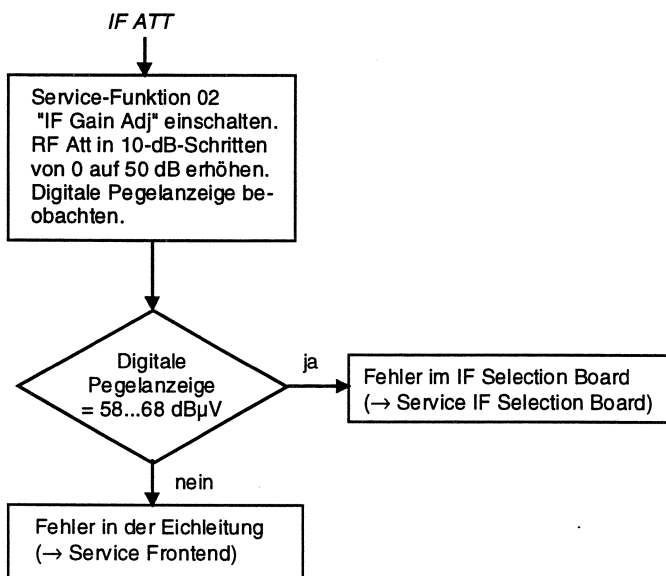 IF ATT
Service-Funktion 02
"IF Gain Adj" einschalten.
RF Att in 10-dB-Schritten
von 0 auf 50 dB erhöhen.
Digitale Pegelanzeige be-
obachten.
Digitale
Pegelanzeige
= 58...68 dBµV
ja
Fehler im IF Selection Board
(→ Service IF Selection Board)
nein
Fehler in der Eichleitung
(→ Service Frontend)